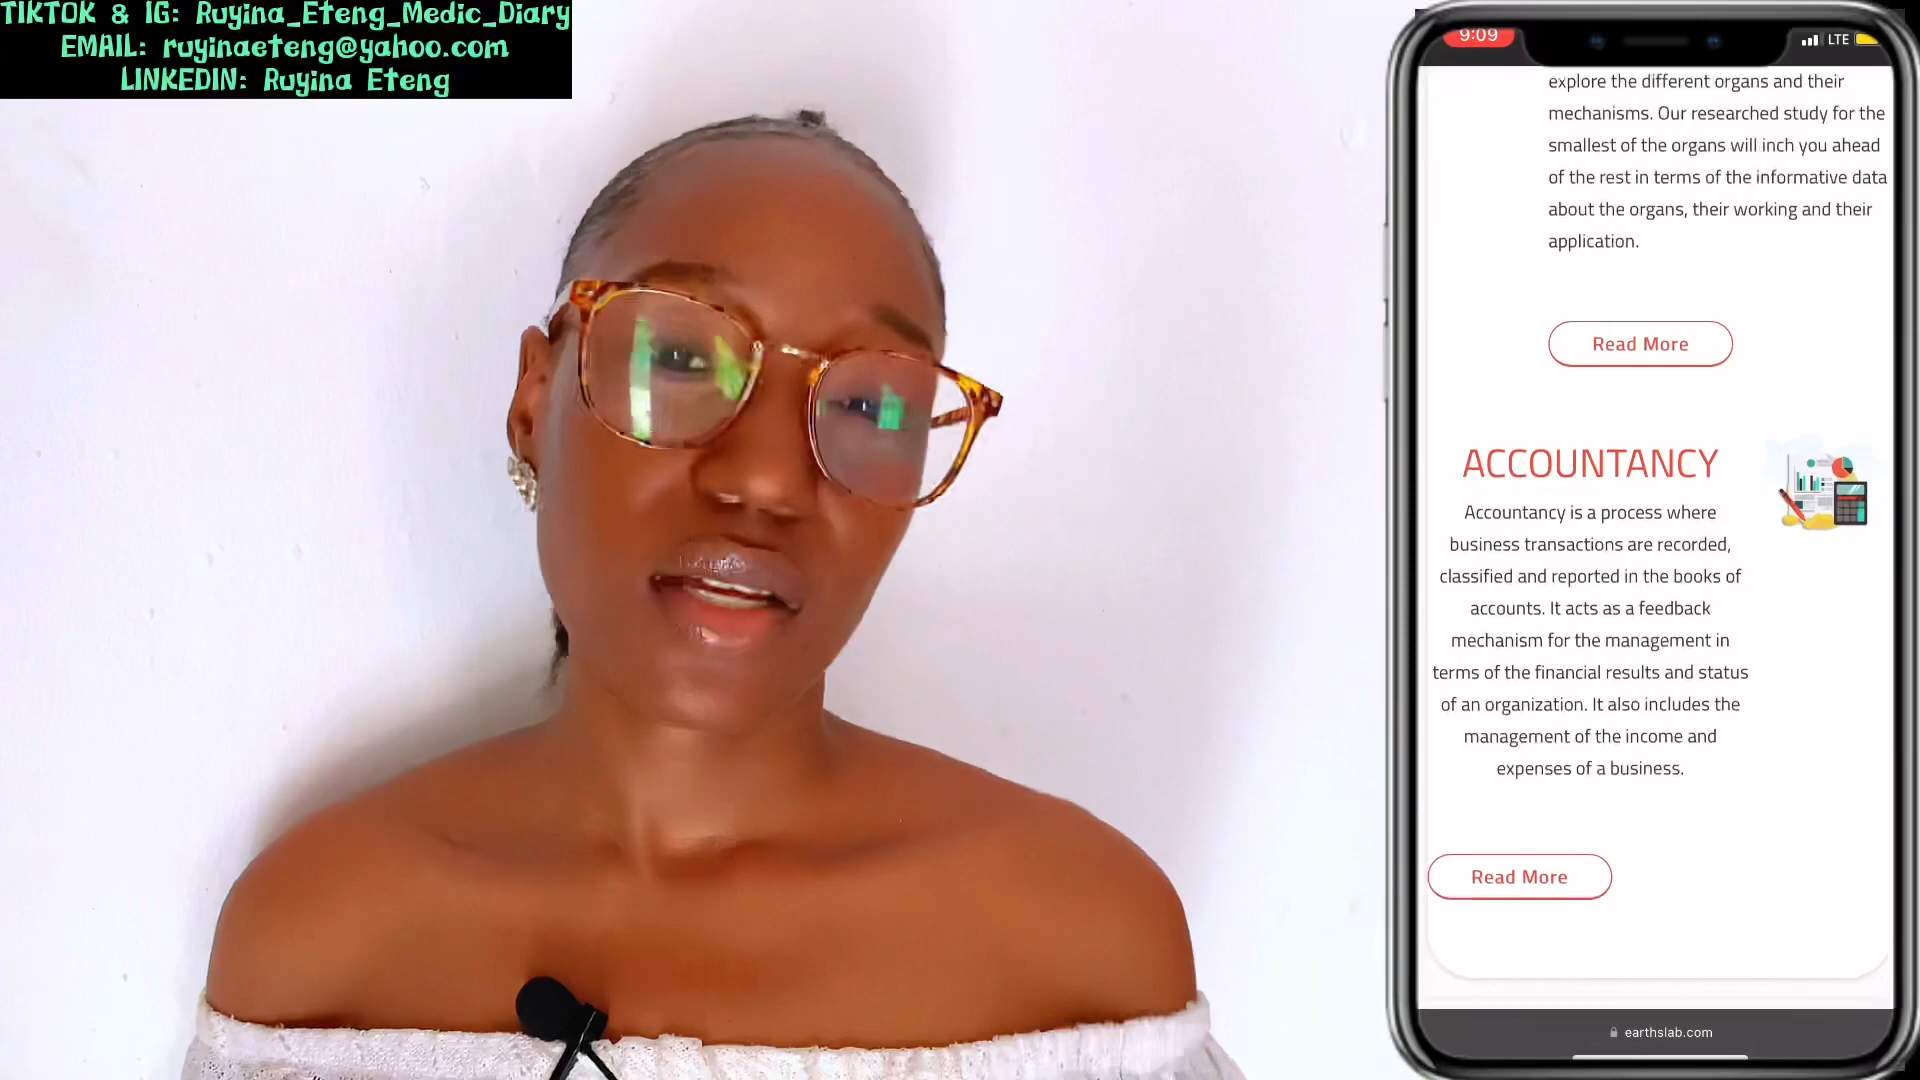 TIKTOK & IG: Ruyina_Eteng_Medic_Diary
EMAIL: ruyinaeteng@yahoo.com
LINKEDIN: Ruyina Eteng
9:09
LTE
explore the different organs and their
mechanisms. Our researched study for the
smallest of the organs will inch you ahead
of the rest in terms of the informative data
about the organs, their working and their
application.
Read More
ACCOUNTANCY
Accountancy is a process where
business transactions are recorded,
classified and reported in the books of
accounts. It acts as a feedback
mechanism for the management in
terms of the financial results and status
of an organization. It also includes the
management of the income and
expenses of a business.
Read More
earthslab.com